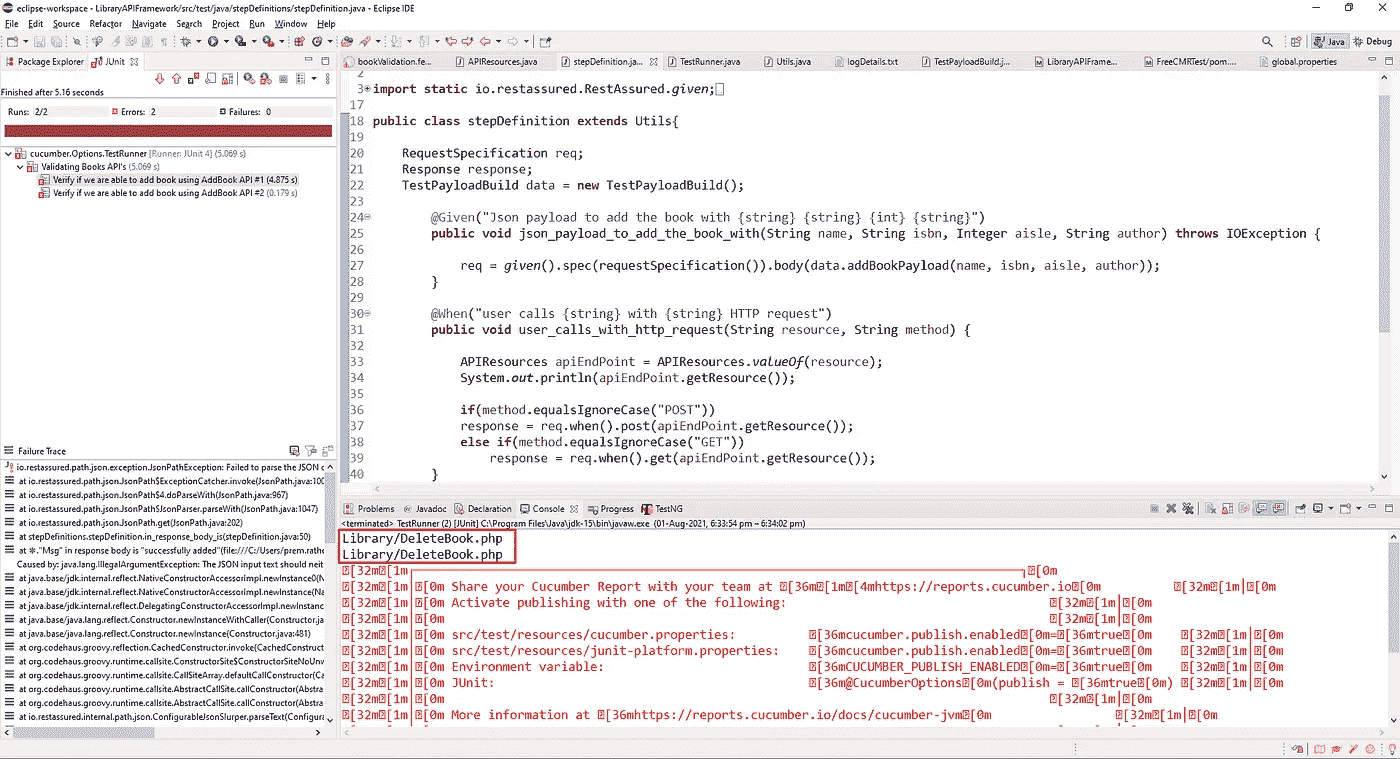 eclipse-workspace - LibraryAPIFramework/src/test/java/stepDefinitions/stepDefinition.java - Eclipse IDE
File Edit Source Refactor Navigate Search Project Run Window Help
Java Debug
Package Explorer JUnit
Finished after 5.16 seconds
Runs: 2/2 Errors: 2 Failures: 0
cucumber.Options.TestRunner [Runner: JUnit 4] (5.069 s)
Validating Books API's (5.069 s)
Verify if we are able to add book using AddBook API #1 (4.875 s)
Verify if we are able to add book using AddBook API #2 (0.179 s)
Failure Trace
io.restassured.path.json.exception.JsonPathException: Failed to parse the JSON
at io.restassured.path.json.JsonPath$ExceptionCatcher.invoke(JsonPath.java:100
at io.restassured.path.json.JsonPath$4.doParseWith(JsonPath.java:967)
at io.restassured.path.json.JsonPath$JsonParser.parseWith(JsonPath.java:1047)
at io.restassured.path.json.JsonPath.get(JsonPath.java:202)
at stepDefinitions.stepDefinition.in_response_body_is(stepDefinition.java:50)
at ✽."Msg" in response body is "successfully added"(file:///C:/Users/prem.ratho
Caused by: java.lang.IllegalArgumentException: The JSON input text should neit
at java.base/jdk.internal.reflect.NativeConstructorAccessorImpl.newInstance0(N
at java.base/jdk.internal.reflect.NativeConstructorAccessorImpl.newInstance(Na
at java.base/jdk.internal.reflect.DelegatingConstructorAccessorImpl.newInstanc
at java.base/java.lang.reflect.Constructor.newInstanceWithCaller(Constructor.ja
at java.base/java.lang.reflect.Constructor.newInstance(Constructor.java:481)
at org.codehaus.groovy.reflection.CachedConstructor.invoke(CachedConstruct
at org.codehaus.groovy.runtime.callsite.ConstructorSite$ConstructorSiteNoUnw
at org.codehaus.groovy.runtime.callsite.CallSiteArray.defaultCallConstructor(Ca
at org.codehaus.groovy.runtime.callsite.AbstractCallSite.callConstructor(Abstra
at org.codehaus.groovy.runtime.callsite.AbstractCallSite.callConstructor(Abstra
at io.restassured.internal.path.json.ConfigurableJsonSlurper.parseText(Configura
bookValidation.fe... APIResources.java stepDefinition.ja... TestRunner.java Utils.java logDetails.txt TestPayloadBuild.j... LibraryAPIFrame... FreeCMRTest/pom.... global.properties
2
3 import static io.restassured.RestAssured.given;
17
18 public class stepDefinition extends Utils{
19
20 RequestSpecification req;
21 Response response;
22 TestPayloadBuild data = new TestPayloadBuild();
23
24 @Given("Json payload to add the book with {string} {string} {int} {string}")
25 public void json_payload_to_add_the_book_with(String name, String isbn, Integer aisle, String author) throws IOException {
26
27 req = given().spec(requestSpecification()).body(data.addBookPayload(name, isbn, aisle, author));
28 }
29
30 @When("user calls {string} with {string} HTTP request")
31 public void user_calls_with_http_request(String resource, String method) {
32
33 APIResources apiEndPoint = APIResources.valueOf(resource);
34 System.out.println(apiEndPoint.getResource());
35
36 if(method.equalsIgnoreCase("POST"))
37 response = req.when().post(apiEndPoint.getResource());
38 else if(method.equalsIgnoreCase("GET"))
39 response = req.when().get(apiEndPoint.getResource());
40 }
Problems Javadoc Declaration Console Progress TestNG
<terminated> TestRunner (2) [JUnit] C:\Program Files\Java\jdk-15\bin\javaw.exe (01-Aug-2021, 6:33:54 pm – 6:34:02 pm)
Library/DeleteBook.php
Library/DeleteBook.php
[32m[1m [0m
[32m[1m│[0m Share your Cucumber Report with your team at [36m[1m[4mhttps://reports.cucumber.io[0m [32m[1m│[0m
[32m[1m│[0m Activate publishing with one of the following: [32m[1m│[0m
[32m[1m│[0m [32m[1m│[0m
[32m[1m│[0m src/test/resources/cucumber.properties: [36mcucumber.publish.enabled[0m=[36mtrue[0m [32m[1m│[0m
[32m[1m│[0m src/test/resources/junit-platform.properties: [36mcucumber.publish.enabled[0m=[36mtrue[0m [32m[1m│[0m
[32m[1m│[0m Environment variable: [36mCUCUMBER_PUBLISH_ENABLED[0m=[36mtrue[0m [32m[1m│[0m
[32m[1m│[0m JUnit: [36m@CucumberOptions[0m(publish = [36mtrue[0m) [32m[1m│[0m
[32m[1m│[0m [32m[1m│[0m
[32m[1m│[0m More information at [36mhttps://reports.cucumber.io/docs/cucumber-jvm[0m [32m[1m│[0m